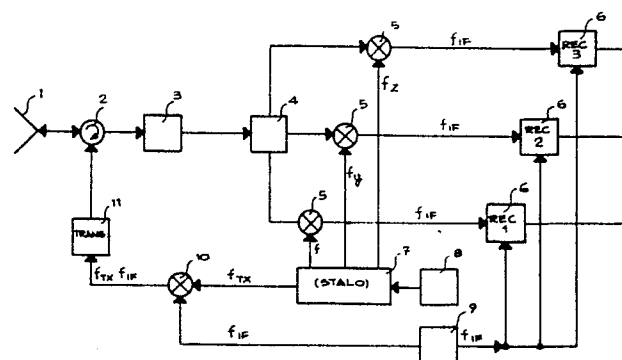 1
2
3
4
5
5
5
6
6
6
REC 3
REC 2
REC 1
fIF
fIF
fIF
fz
fy
f
11
TRANS
10
fTX fIF
fTX
7
(STALO)
8
9
fIF
fIF